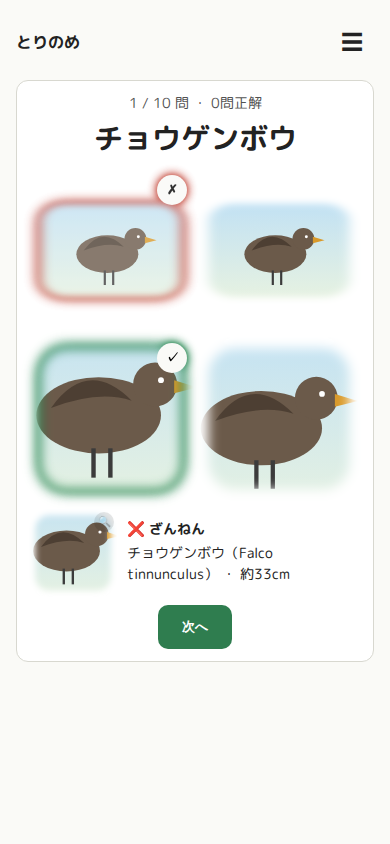 とりのめ
☰
1 / 10 問 · 0問正解
チョウゲンボウ
✗
✓
❌ ざんねん
チョウゲンボウ（Falco
tinnunculus） · 約33cm
次へ